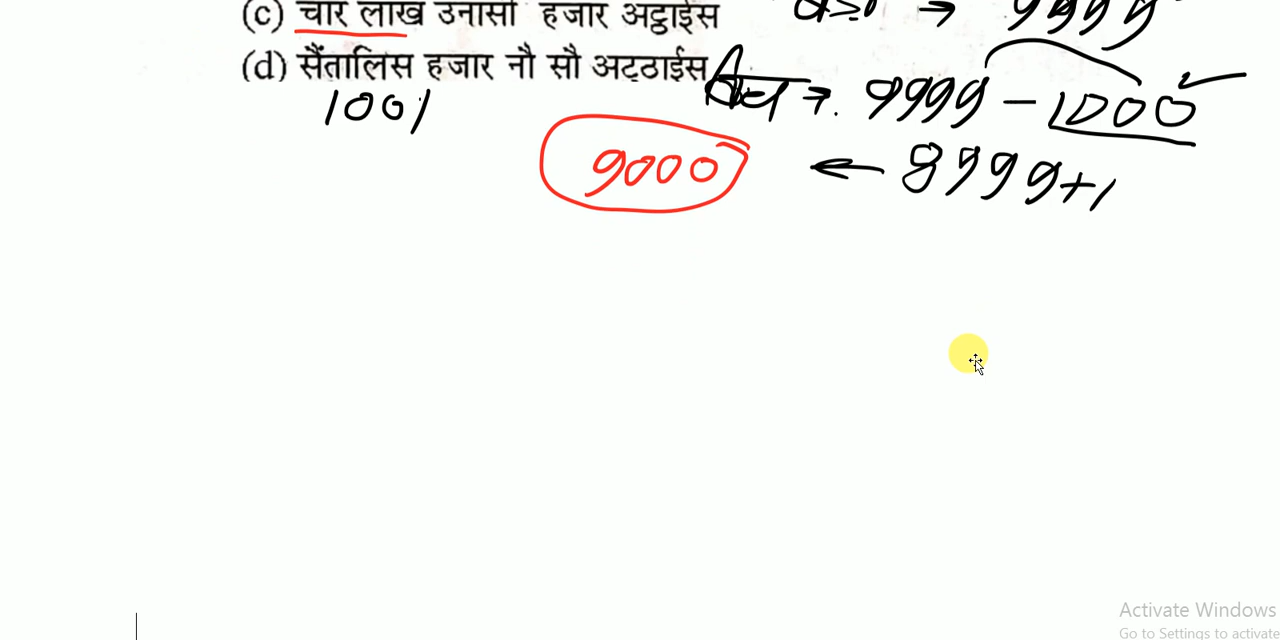 (c) चार लाख उनासी हजार अट्ठाईस
→ 9999
(d) सैंतालिस हजार नौ सौ अट्ठाईस
→ 9999 - 1000
1001
9000 ← 8999+1
Activate Windows
Go to Settings to activate